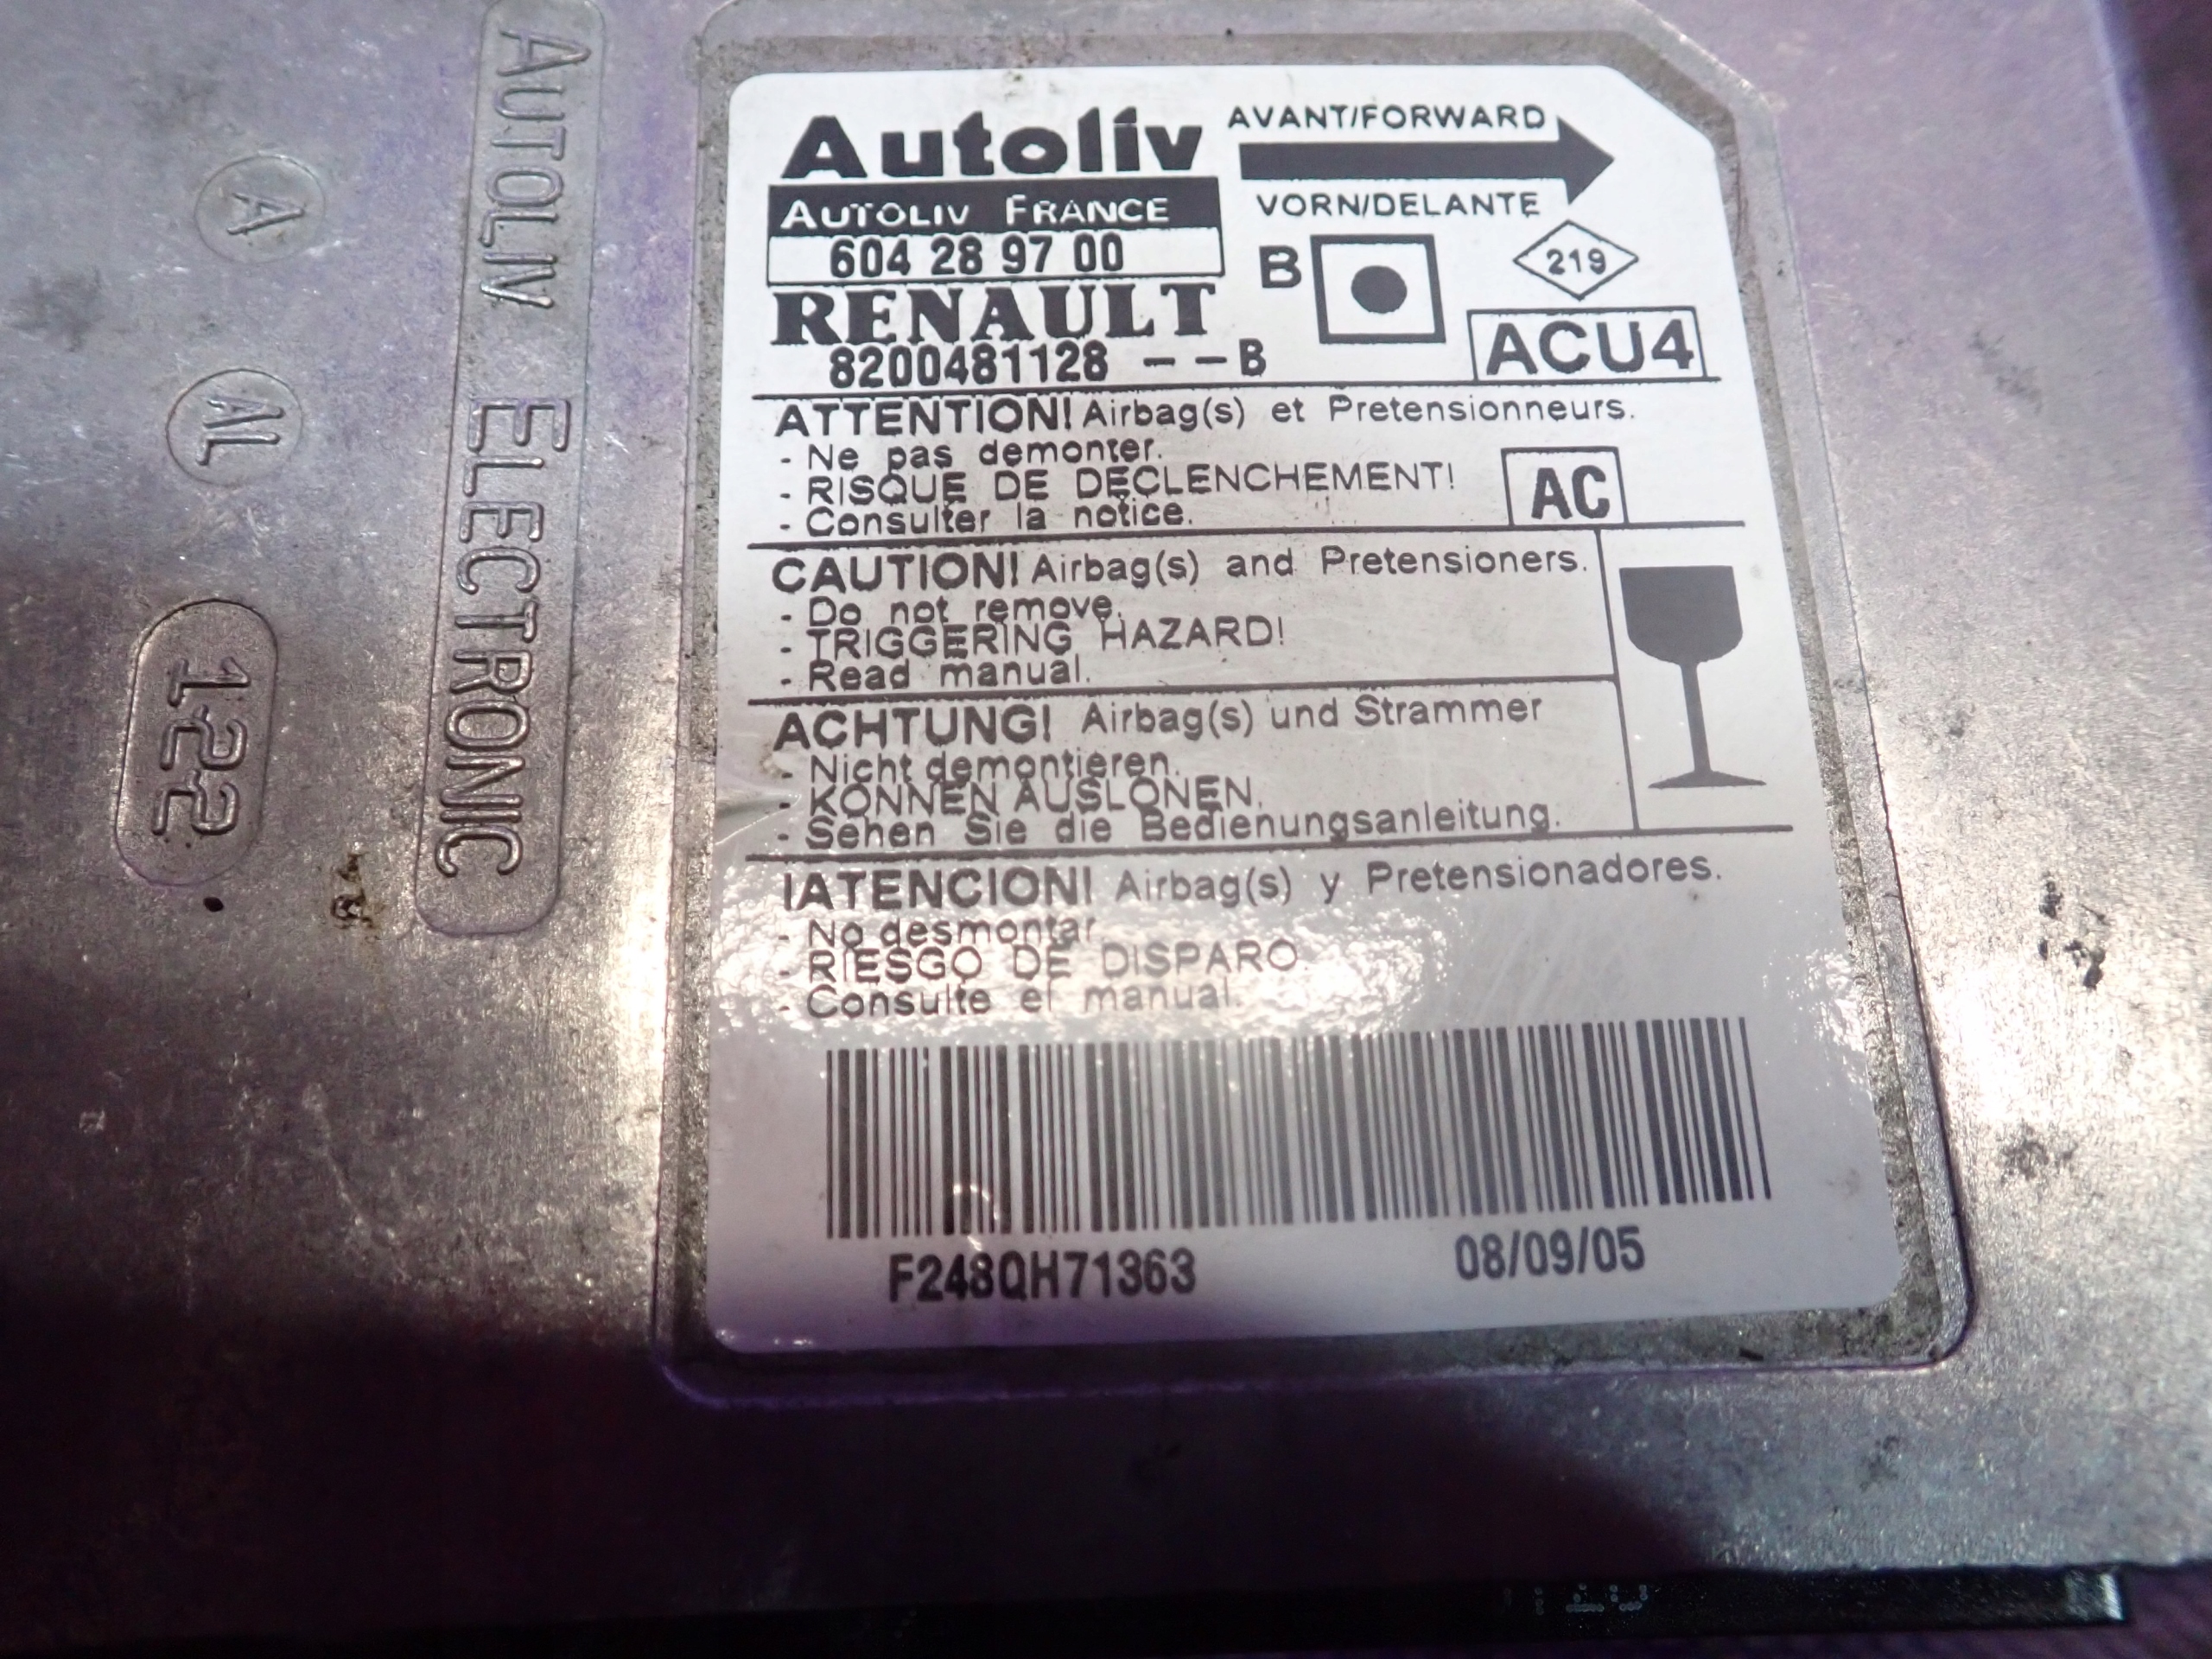 AUTOLIV ELECTRONIC
A
AL
122
Autoliv
AUTOLIV FRANCE
604 28 97 00
RENAULT
8200481128 --B
AVANT/FORWARD
VORN/DELANTE
B
219
ACU4
ATTENTION! Airbag(s) et Pretensionneurs.
- Ne pas demonter.
- RISQUE DE DECLENCHEMENT!
- Consulter la notice.
AC
CAUTION! Airbag(s) and Pretensioners.
- Do not remove.
- TRIGGERING HAZARD!
- Read manual.
ACHTUNG! Airbag(s) und Strammer
- Nicht demontieren.
- KONNEN AUSLONEN.
- Sehen Sie die Bedienungsanleitung.
!ATENCION! Airbag(s) y Pretensionadores.
- No desmontar
- RIESGO DE DISPARO
- Consulte el manual.
F248QH71363
08/09/05